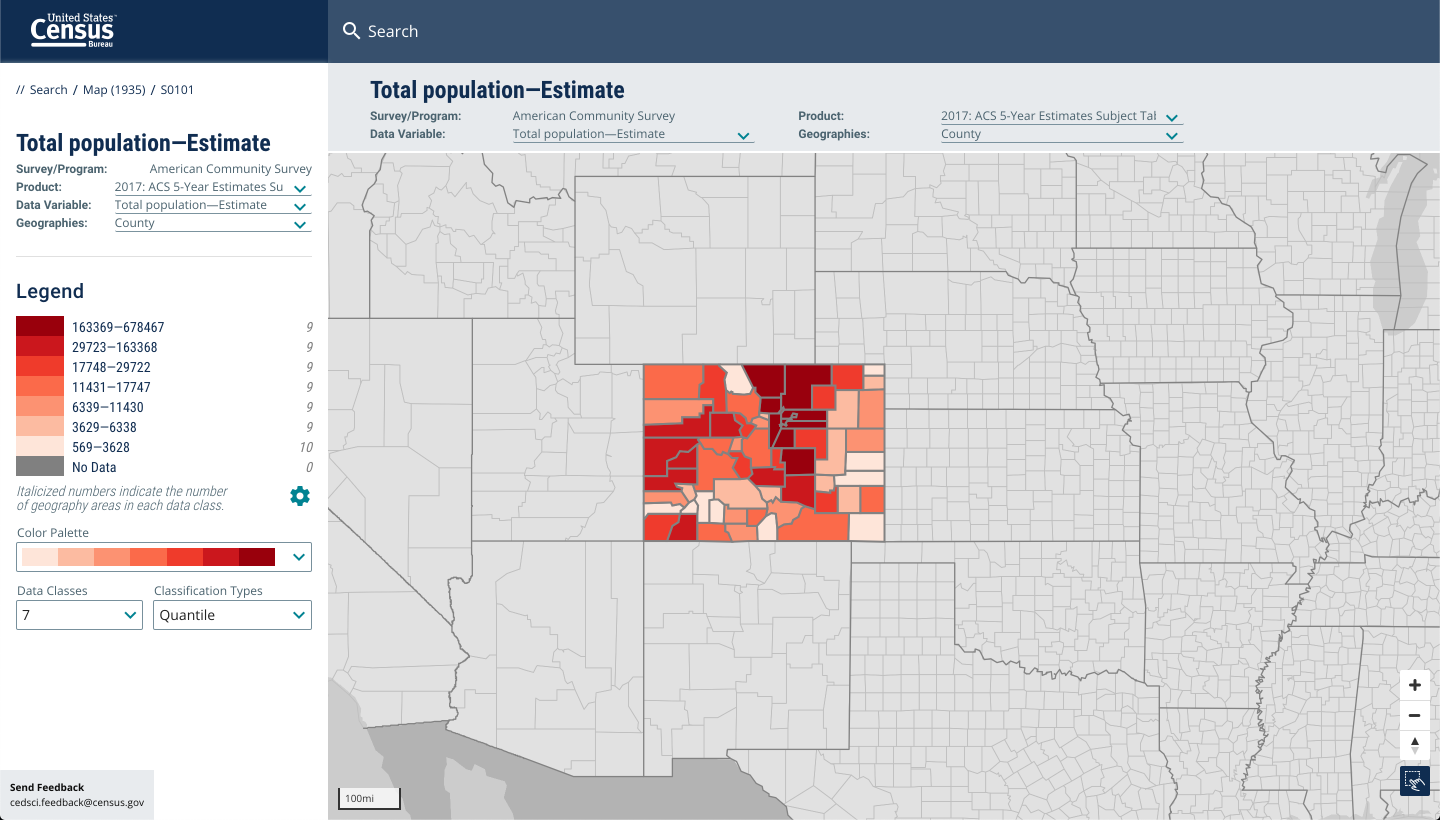 United States™
Census
Bureau
Search
// Search / Map (1935) / S0101
Total population—Estimate
Survey/Program: American Community Survey
Product: 2017: ACS 5-Year Estimates Su
Data Variable: Total population—Estimate
Geographies: County
Total population—Estimate
Survey/Program: American Community Survey Product: 2017: ACS 5-Year Estimates Subject Tal
Data Variable: Total population—Estimate Geographies: County
Legend
163369—678467 9
29723—163368 9
17748—29722 9
11431—17747 9
6339—11430 9
3629—6338 9
569—3628 10
No Data 0
Italicized numbers indicate the number
of geography areas in each data class.
Color Palette
Data Classes Classification Types
7 Quantile
Send Feedback
cedsci.feedback@census.gov
100mi